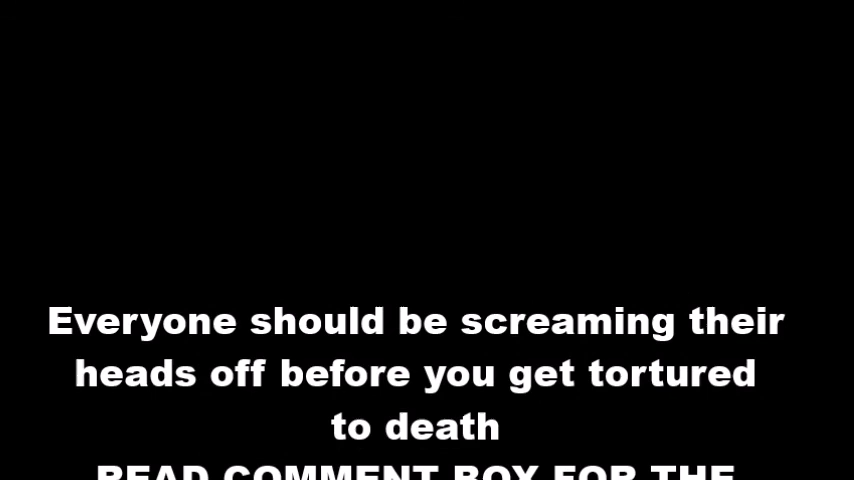 Everyone should be screaming their
heads off before you get tortured
to death
READ COMMENT BOX FOR THE